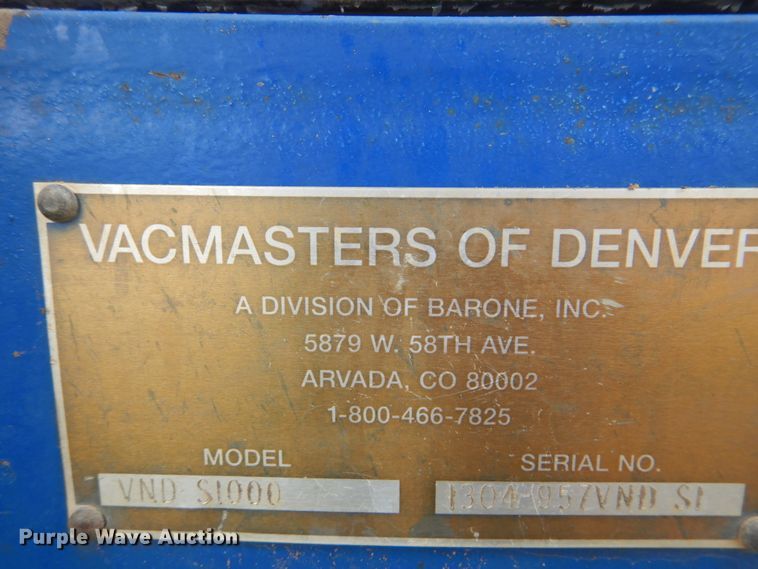 VACMASTERS OF DENVER
A DIVISION OF BARONE, INC.
5879 W. 58TH AVE.
ARVADA, CO 80002
1-800-466-7825
MODEL SERIAL NO.
VND S1000 1304-957VND S1
Purple Wave Auction